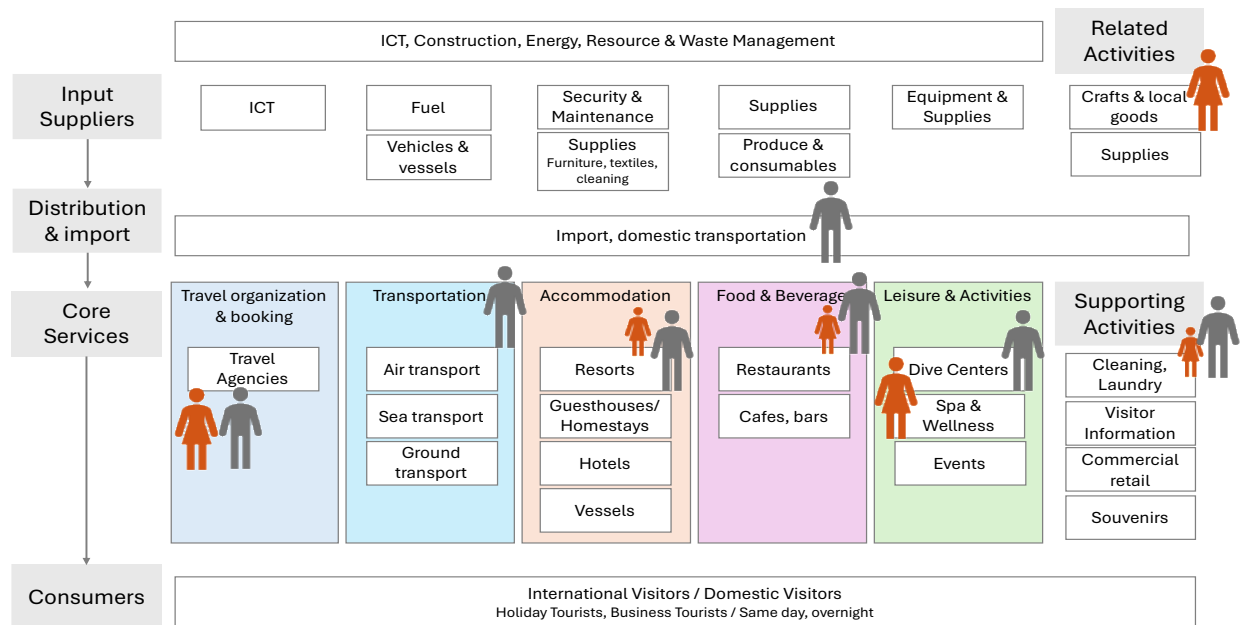 ICT, Construction, Energy, Resource & Waste Management
Related
Activities
Input
Suppliers
ICT
Fuel
Vehicles &
vessels
Security &
Maintenance
Supplies
Furniture, textiles,
cleaning
Supplies
Produce &
consumables
Equipment &
Supplies
Crafts & local
goods
Supplies
Distribution
& import
Import, domestic transportation
Core
Services
Travel organization
& booking
Travel
Agencies
Transportation
Air transport
Sea transport
Ground
transport
Accommodation
Resorts
Guesthouses/
Homestays
Hotels
Vessels
Food & Beverage
Restaurants
Cafes, bars
Leisure & Activities
Dive Centers
Spa &
Wellness
Events
Supporting
Activities
Cleaning,
Laundry
Visitor
Information
Commercial
retail
Souvenirs
Consumers
International Visitors / Domestic Visitors
Holiday Tourists, Business Tourists / Same day, overnight